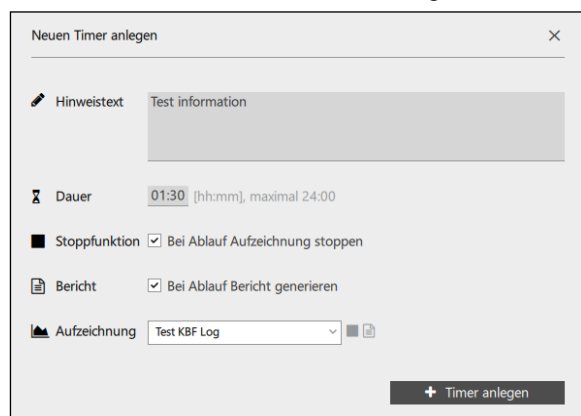 Neuen Timer anlegen
Hinweistext Test information
Dauer 01:30 [hh:mm], maximal 24:00
Stoppfunktion Bei Ablauf Aufzeichnung stoppen
Bericht Bei Ablauf Bericht generieren
Aufzeichnung Test KBF Log
+ Timer anlegen